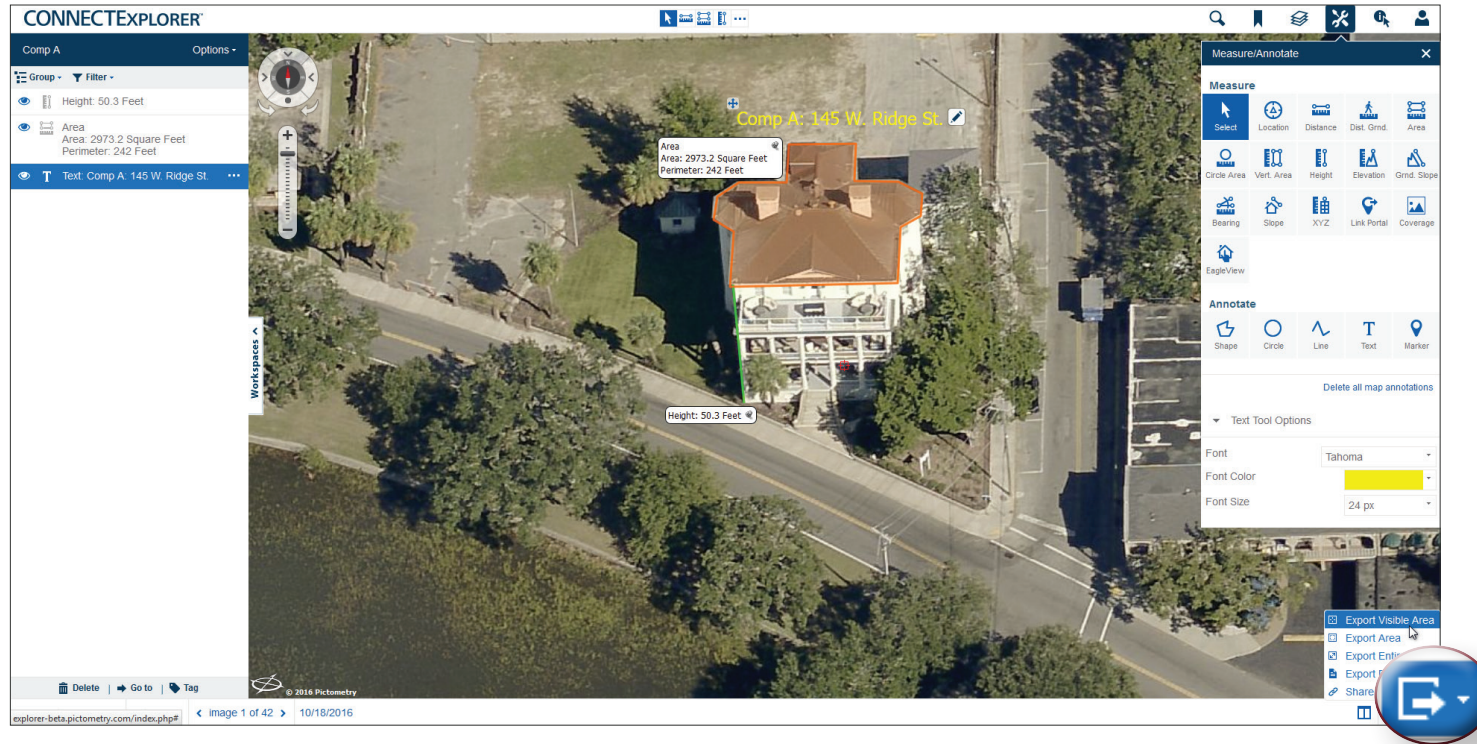 CONNECTEXPLORER™
Comp A Options
Group Filter
Height: 50.3 Feet
Area
Area: 2973.2 Square Feet
Perimeter: 242 Feet
T Text: Comp A: 145 W. Ridge St.
Delete | Go to | Tag
explorer-beta.pictometry.com/index.php#
image 1 of 42 10/18/2016
Workspaces
Comp A: 145 W. Ridge St.
Area
Area: 2973.2 Square Feet
Perimeter: 242 Feet
Height: 50.3 Feet
© 2016 Pictometry
Measure/Annotate
Measure
Select Location Distance Dist. Grnd. Area
Circle Area Vert. Area Height Elevation Grnd. Slope
Bearing Slope XYZ Link Portal Coverage
EagleView
Annotate
Shape Circle Line Text Marker
Delete all map annotations
Text Tool Options
Font Tahoma
Font Color
Font Size 24 px
Export Visible Area
Export Area
Export
Export
Share